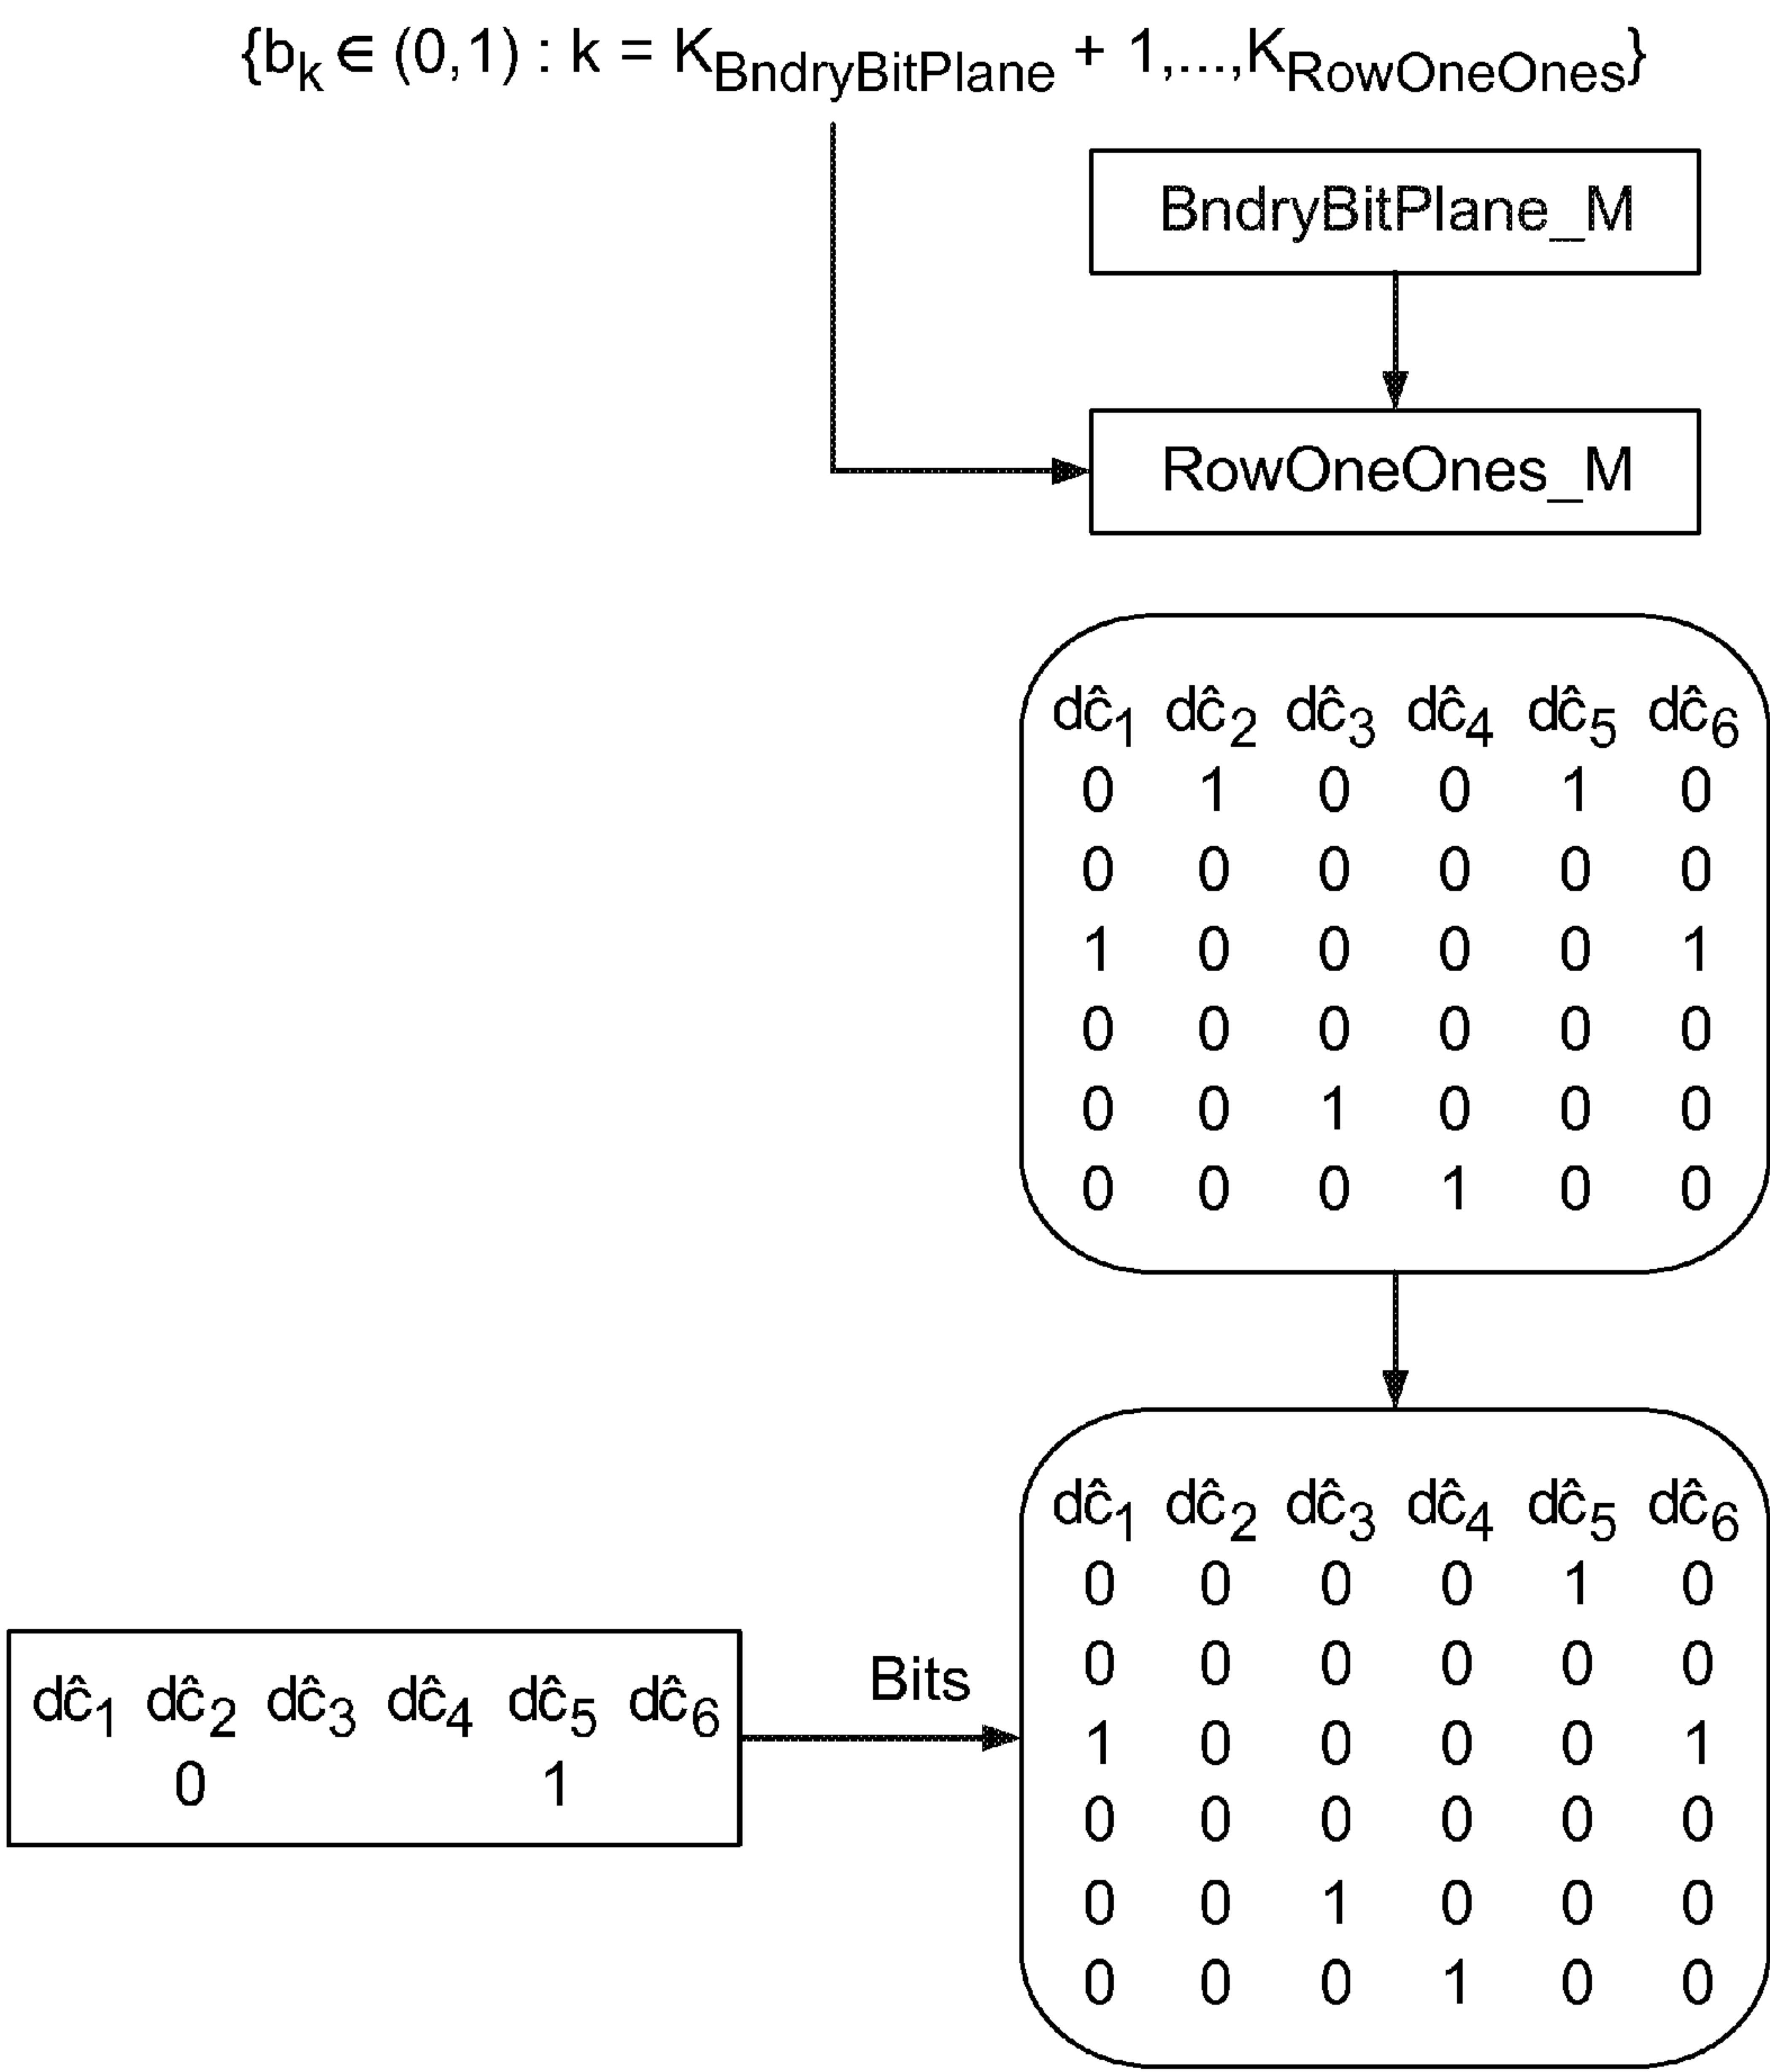 {bₖ ∈ (0,1) : k = K_BndryBitPlane + 1,...,K_RowOneOnes}
BndryBitPlane_M
RowOneOnes_M
dĉ₁ dĉ₂ dĉ₃ dĉ₄ dĉ₅ dĉ₆
0 1 0 0 1 0
0 0 0 0 0 0
1 0 0 0 0 1
0 0 0 0 0 0
0 0 1 0 0 0
0 0 0 1 0 0
dĉ₁ dĉ₂ dĉ₃ dĉ₄ dĉ₅ dĉ₆
0 1
Bits
dĉ₁ dĉ₂ dĉ₃ dĉ₄ dĉ₅ dĉ₆
0 0 0 0 1 0
0 0 0 0 0 0
1 0 0 0 0 1
0 0 0 0 0 0
0 0 1 0 0 0
0 0 0 1 0 0